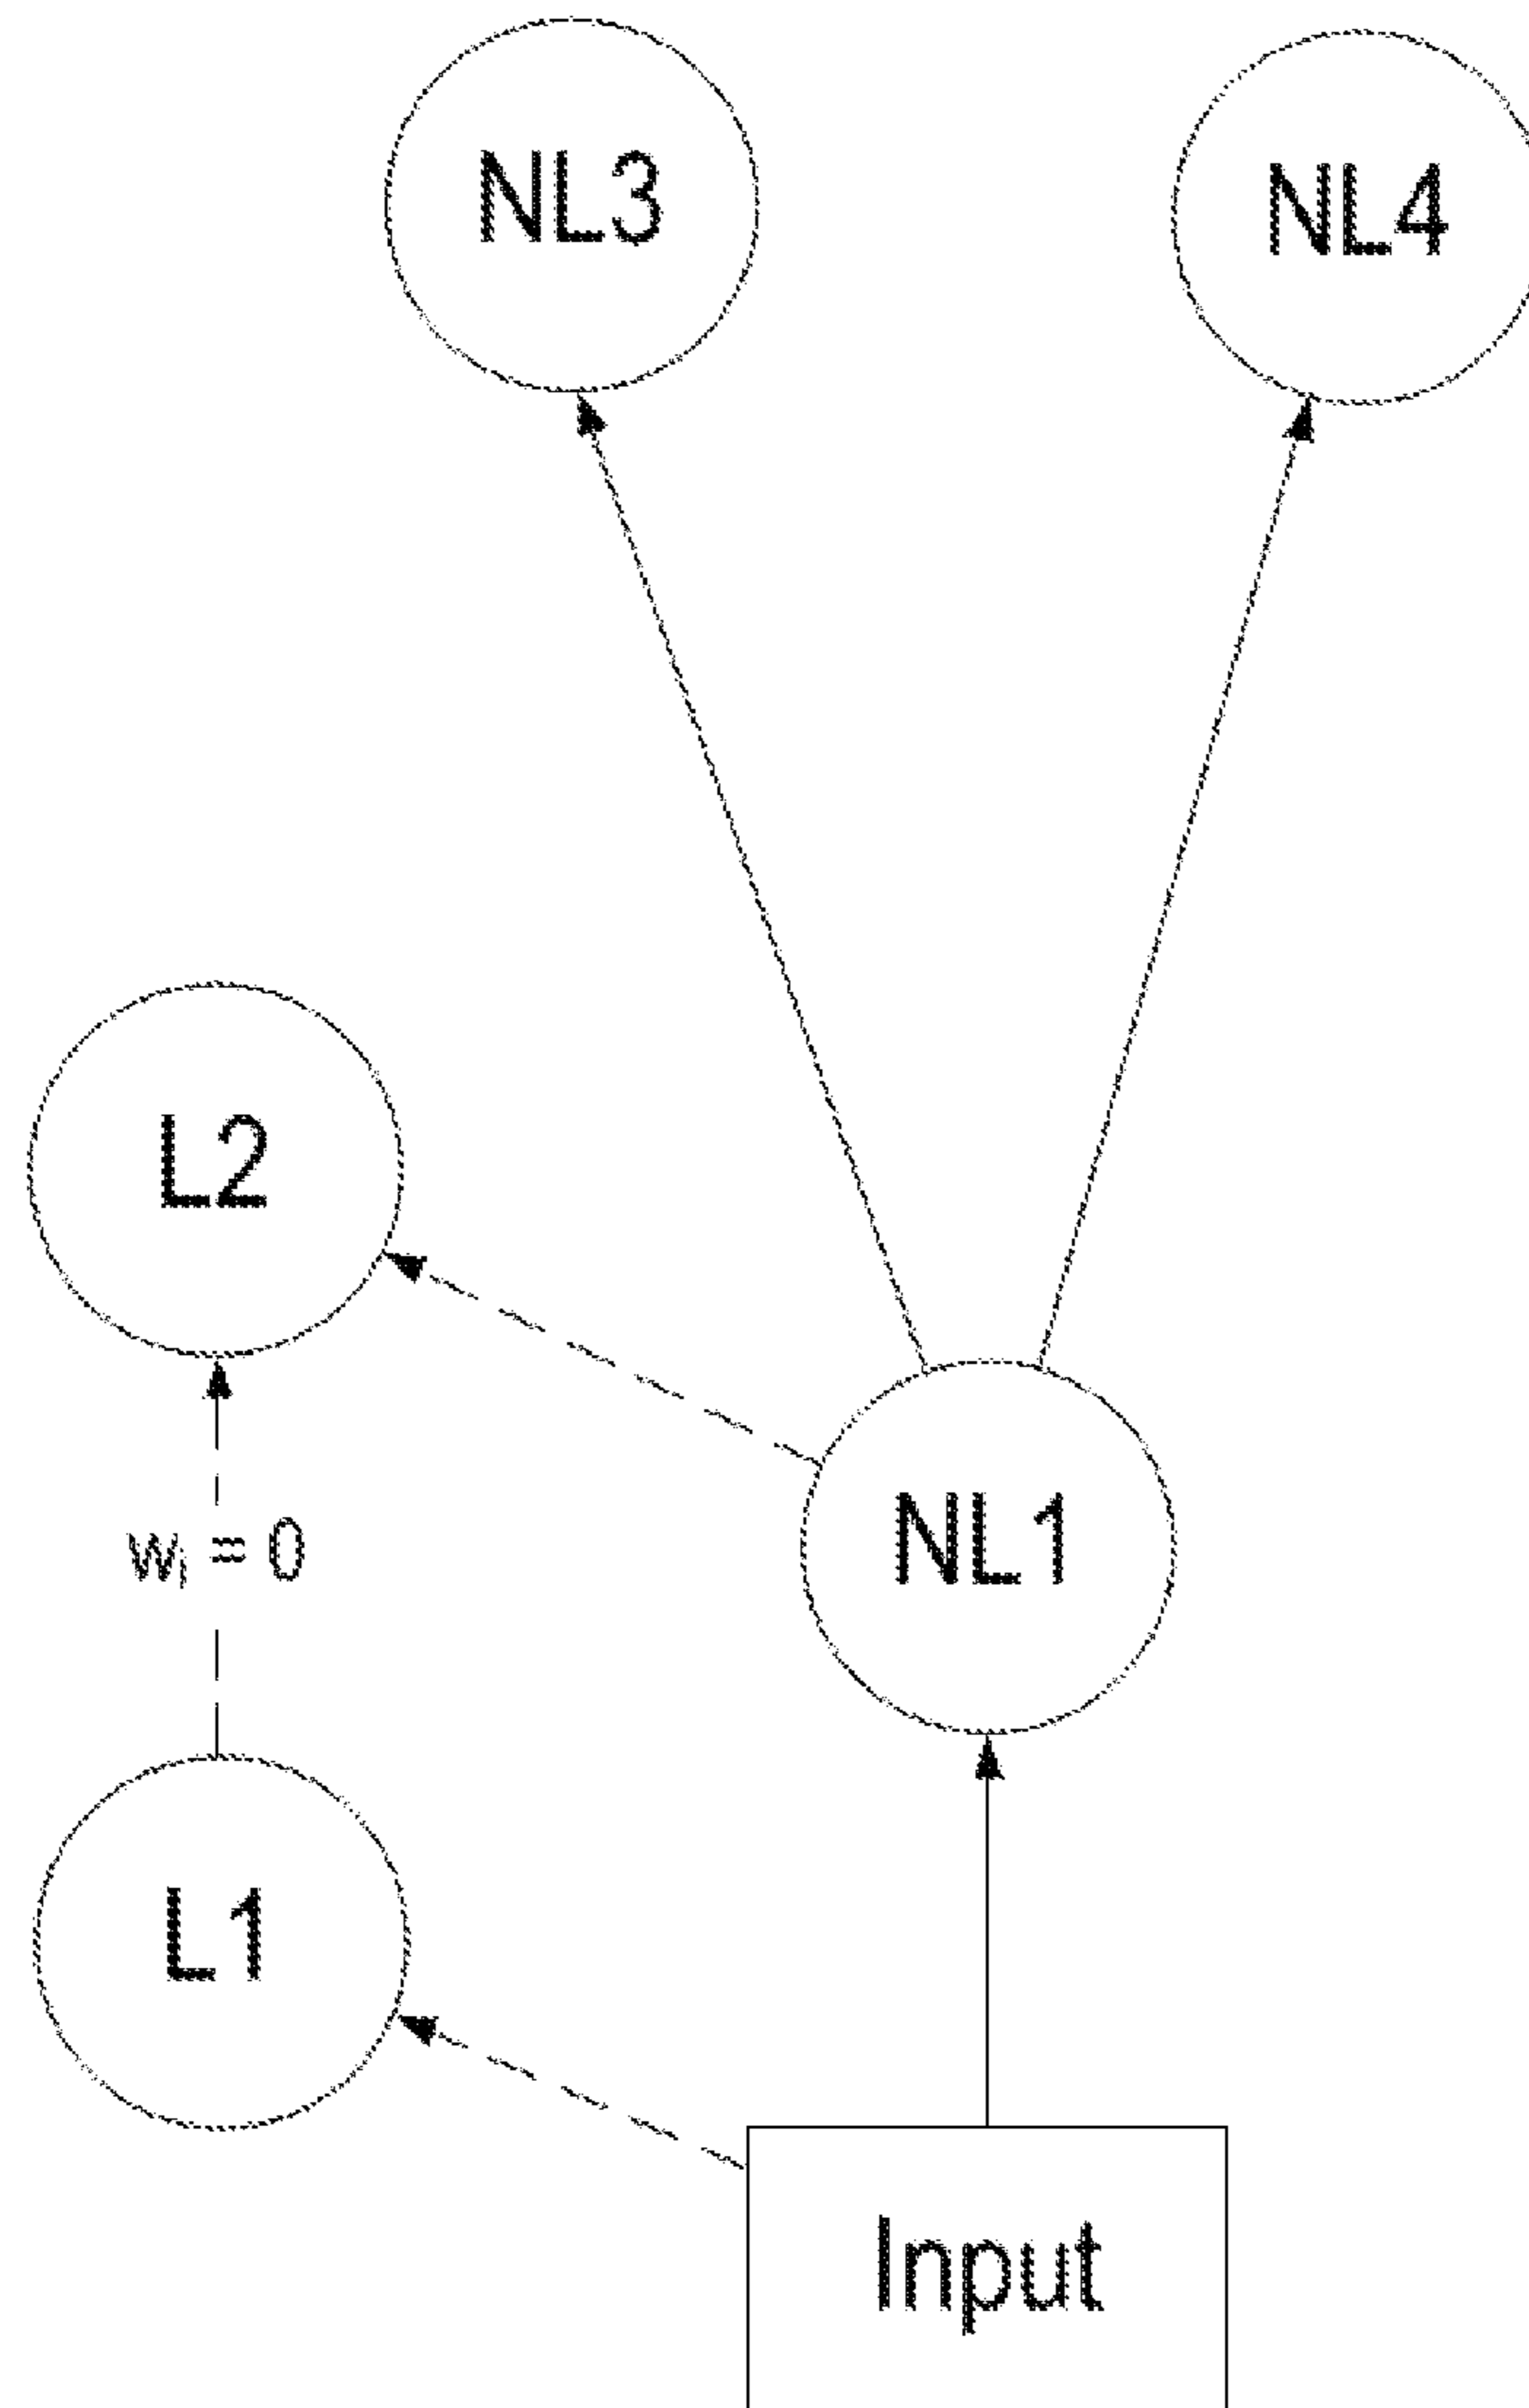 NL3
NL4
L2
NL1
wᵢ = 0
L1
Input